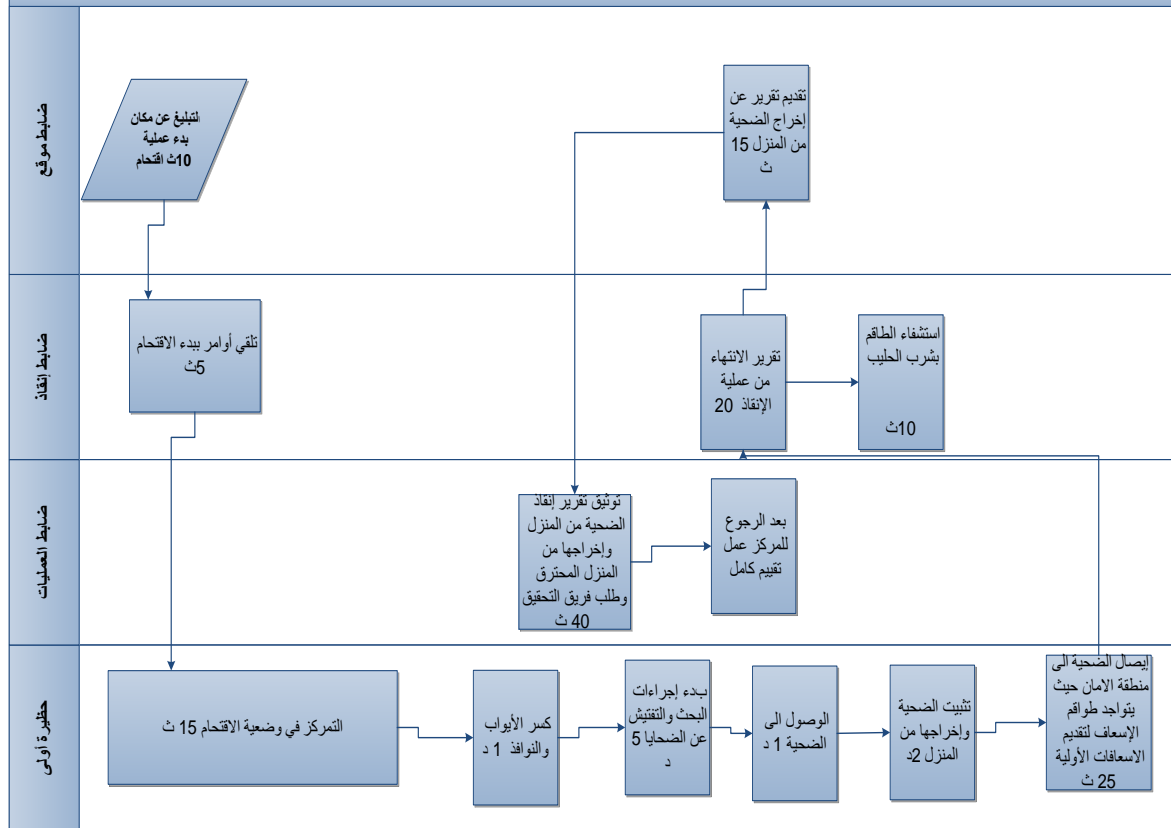 ضابط موقع
التبليغ عن مكان
بدء عملية
10ث اقتحام
تقديم تقرير عن
إخراج الضحية
من المنزل 15
ث
ضابط إنقاذ
تلقي أوامر ببدء الاقتحام
5ث
تقرير الانتهاء
من عملية
الإنقاذ 20
استشفاء الطاقم
بشرب الحليب
10ث
ضابط العمليات
توثيق تقرير إنقاذ
الضحية من المنزل
وإخراجها من
المنزل المحترق
وطلب فريق التحقيق
40 ث
بعد الرجوع
للمركز عمل
تقييم كامل
حظيرة أولى
التمركز في وضعية الاقتحام 15 ث
كسر الأبواب
والنوافذ 1 د
بدء إجراءات
البحث والتفتيش
عن الضحايا 5
د
الوصول الى
الضحية 1 د
تثبيت الضحية
وإخراجها من
المنزل 2د
إيصال الضحية الى
منطقة الامان حيث
يتواجد طواقم
الإسعاف لتقديم
الاسعافات الأولية
25 ث